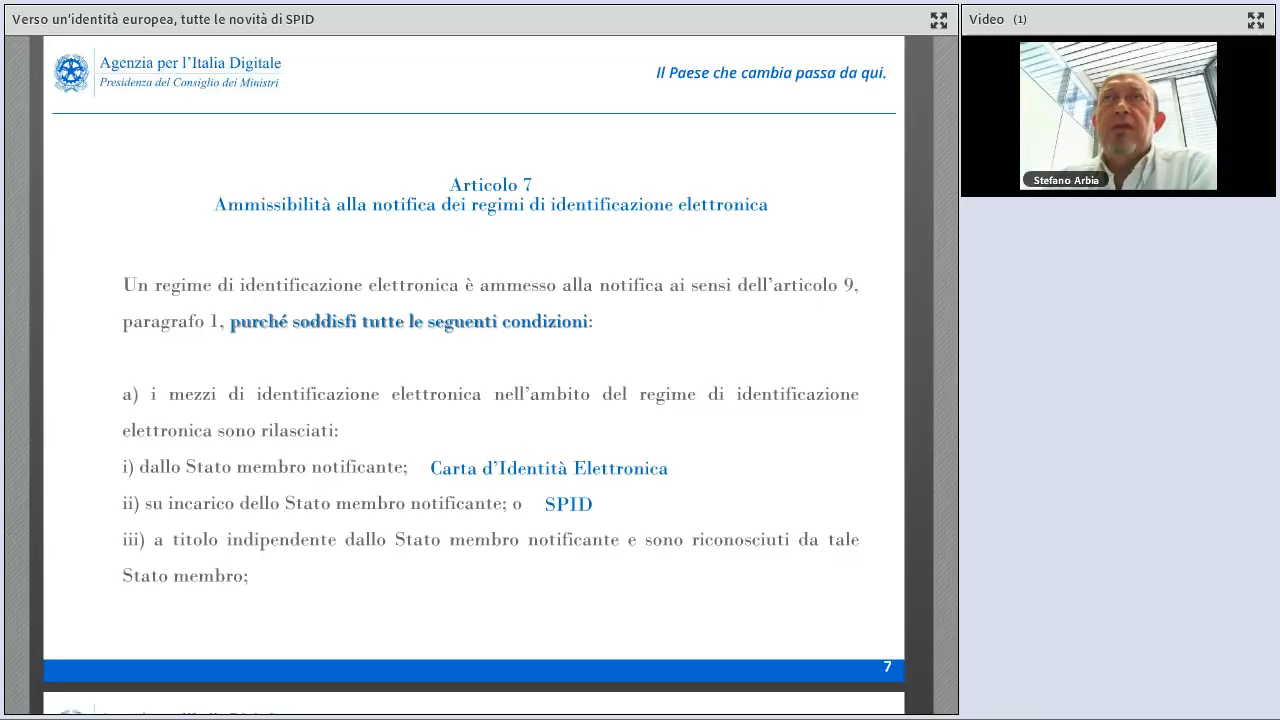 Verso un'identità europea, tutte le novità di SPID
Video (1)
Agenzia per l'Italia Digitale
Presidenza del Consiglio dei Ministri
Il Paese che cambia passa da qui.
Stefano Arbia
Articolo 7
Ammissibilità alla notifica dei regimi di identificazione elettronica
Un regime di identificazione elettronica è ammesso alla notifica ai sensi dell'articolo 9,
paragrafo 1, purché soddisfi tutte le seguenti condizioni:
a) i mezzi di identificazione elettronica nell'ambito del regime di identificazione
elettronica sono rilasciati:
i) dallo Stato membro notificante; Carta d'Identità Elettronica
ii) su incarico dello Stato membro notificante; o SPID
iii) a titolo indipendente dallo Stato membro notificante e sono riconosciuti da tale
Stato membro;
7